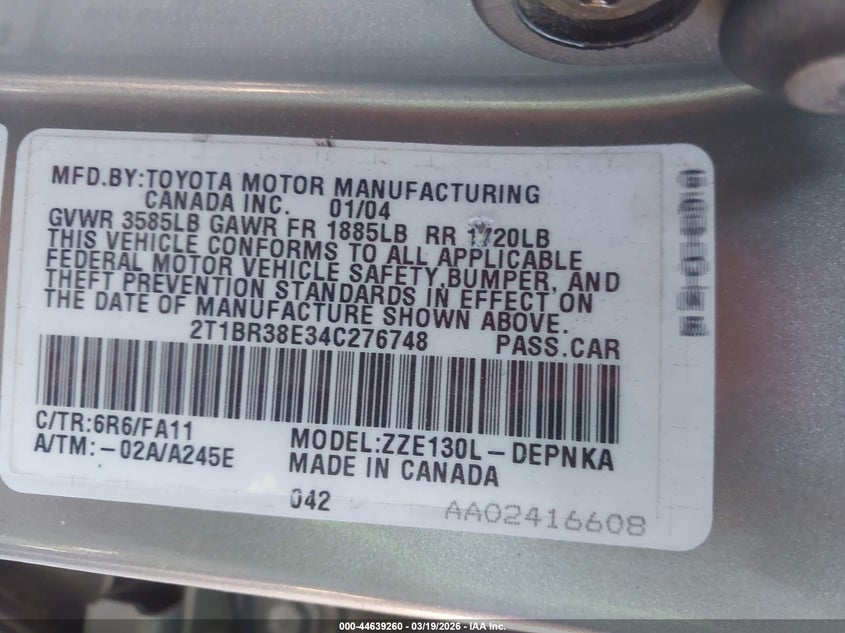 MFD.BY:TOYOTA MOTOR MANUFACTURING
CANADA INC. 01/04
GVWR 3585LB GAWR FR 1885LB RR 1720LB
THIS VEHICLE CONFORMS TO ALL APPLICABLE
FEDERAL MOTOR VEHICLE SAFETY,BUMPER, AND
THEFT PREVENTION STANDARDS IN EFFECT ON
THE DATE OF MANUFACTURE SHOWN ABOVE.
2T1BR38E34C276748 PASS.CAR
C/TR:6R6/FA11
A/TM:-02A/A245E
MODEL:ZZE130L-DEPNKA
MADE IN CANADA
042
AA02416608
000-44639260 - 03/19/2026 - IAA Inc.